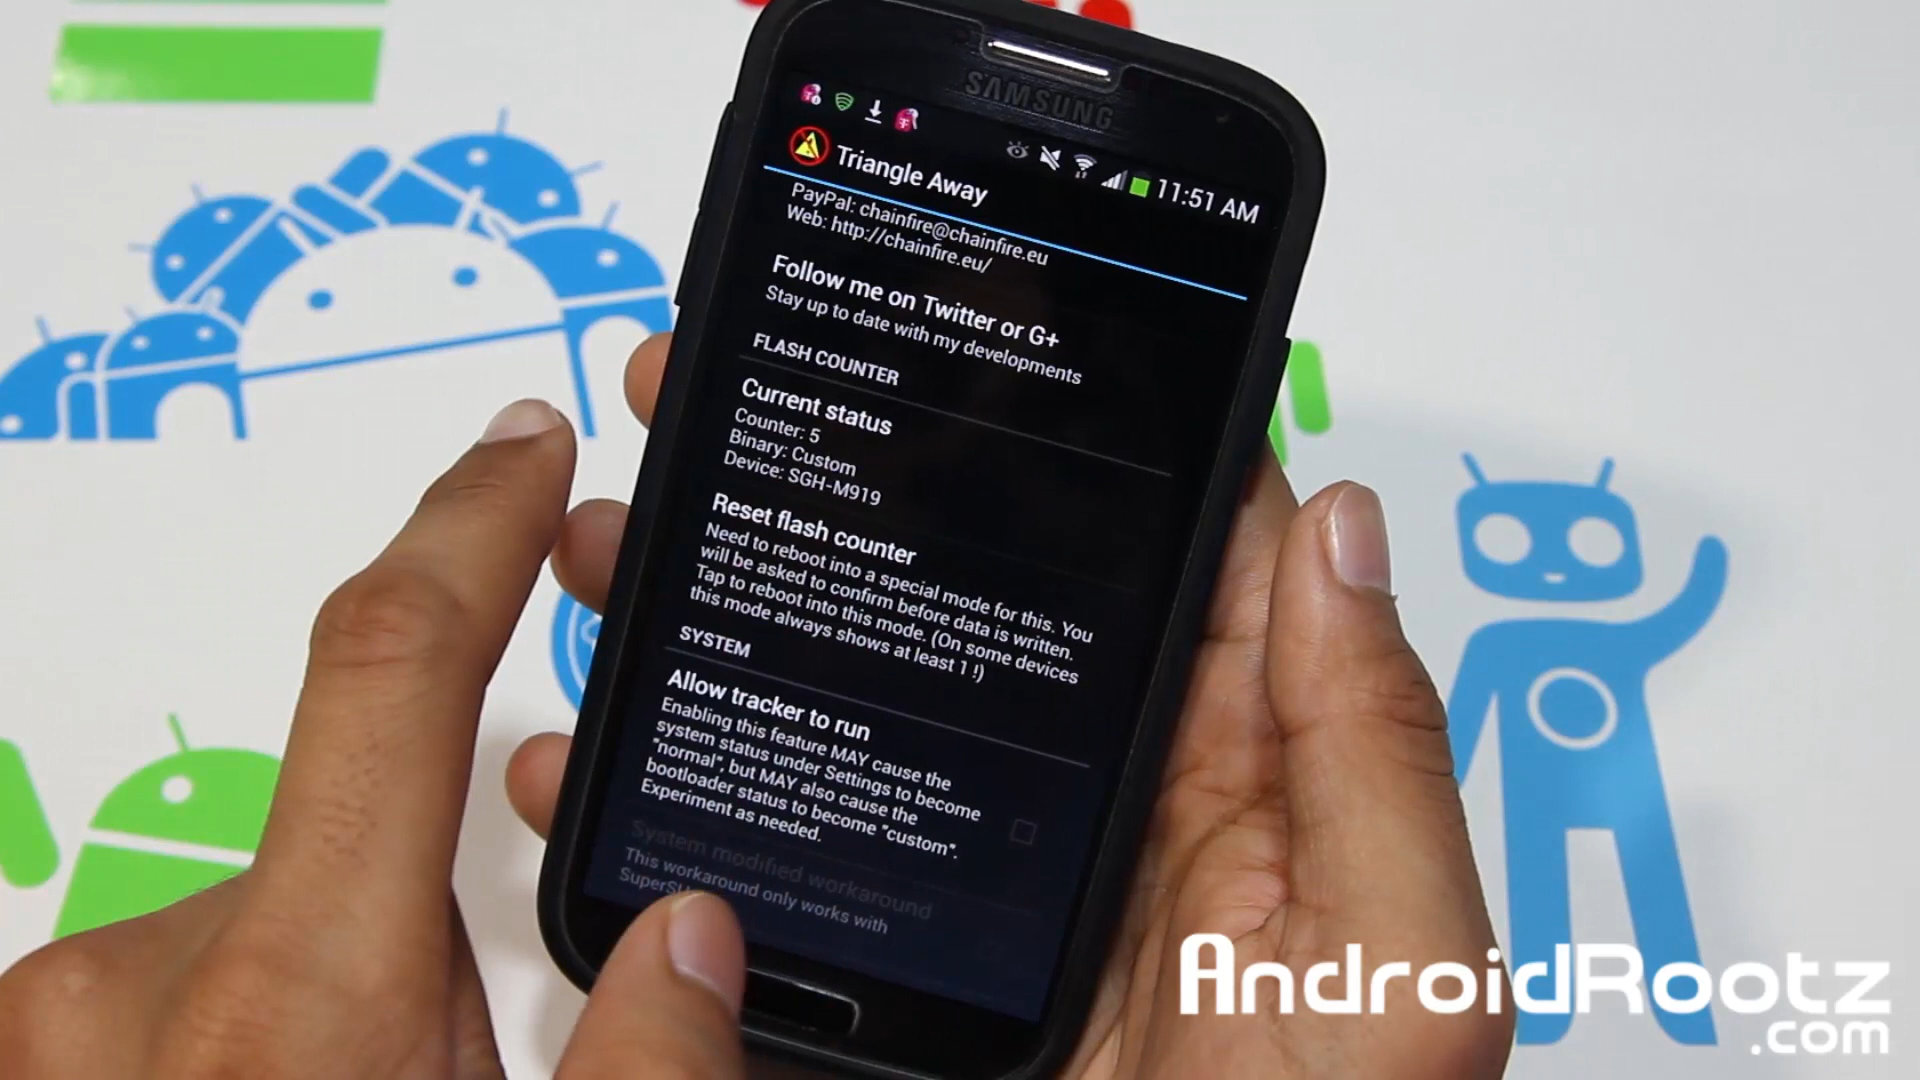 SAMSUNG
11:51 AM
Triangle Away
PayPal: chainfire@chainfire.eu
Web: http://chainfire.eu/
Follow me on Twitter or G+
Stay up to date with my developments
FLASH COUNTER
Current status
Counter: 5
Binary: Custom
Device: SGH-M919
Reset flash counter
Need to reboot into a special mode for this. You
will be asked to confirm before data is written.
Tap to reboot into this mode. (On some devices
this mode always shows at least 1 !)
SYSTEM
Allow tracker to run
Enabling this feature MAY cause the
system status under Settings to become
"normal", but MAY also cause the
bootloader status to become "custom".
Experiment as needed.
System modified workaround
This workaround only works with
AndroidRootz
.com